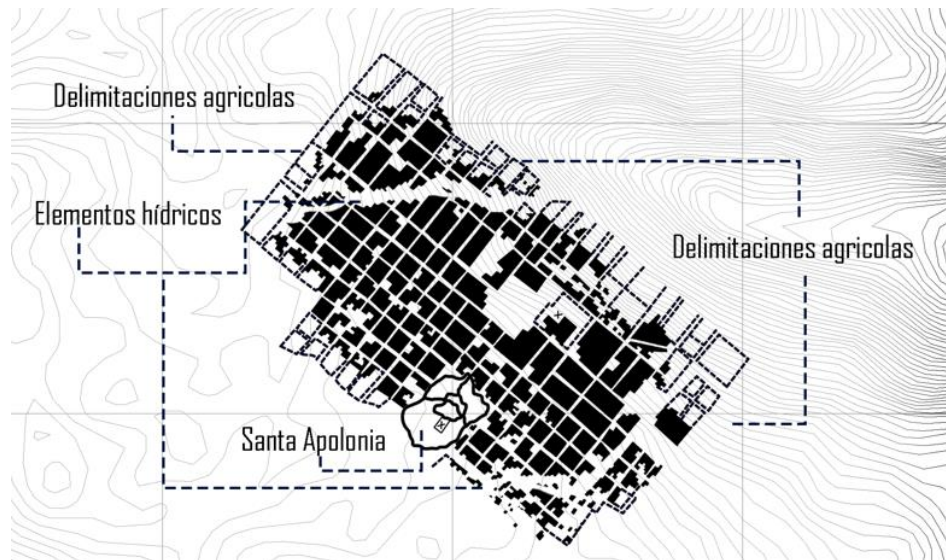 Delimitaciones agricolas
Elementos hídricos
Delimitaciones agricolas
Santa Apolonia